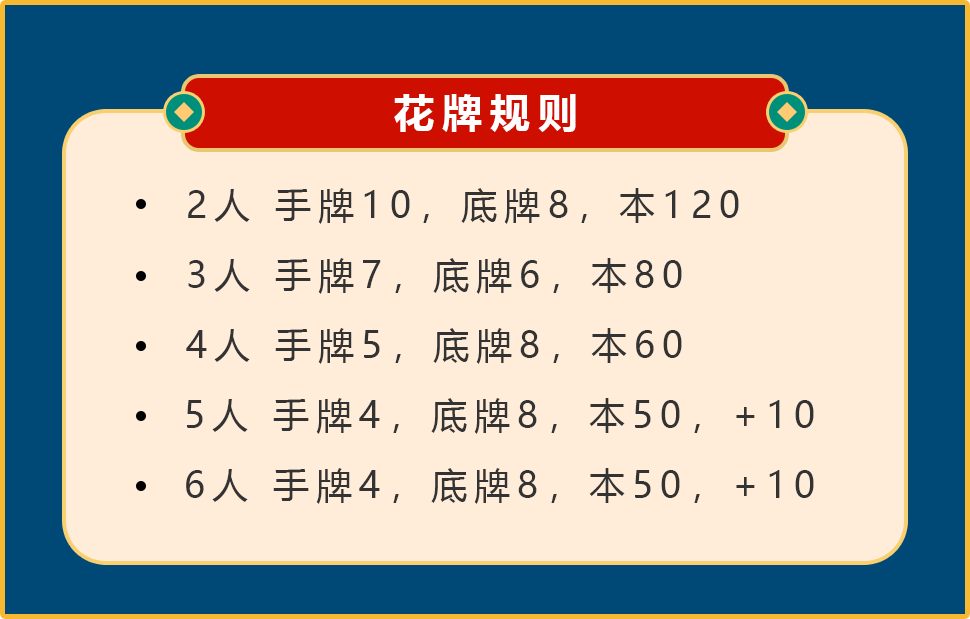 花牌规则
• 2人 手牌10，底牌8，本120
• 3人 手牌7，底牌6，本80
• 4人 手牌5，底牌8，本60
• 5人 手牌4，底牌8，本50，+10
• 6人 手牌4，底牌8，本50，+10